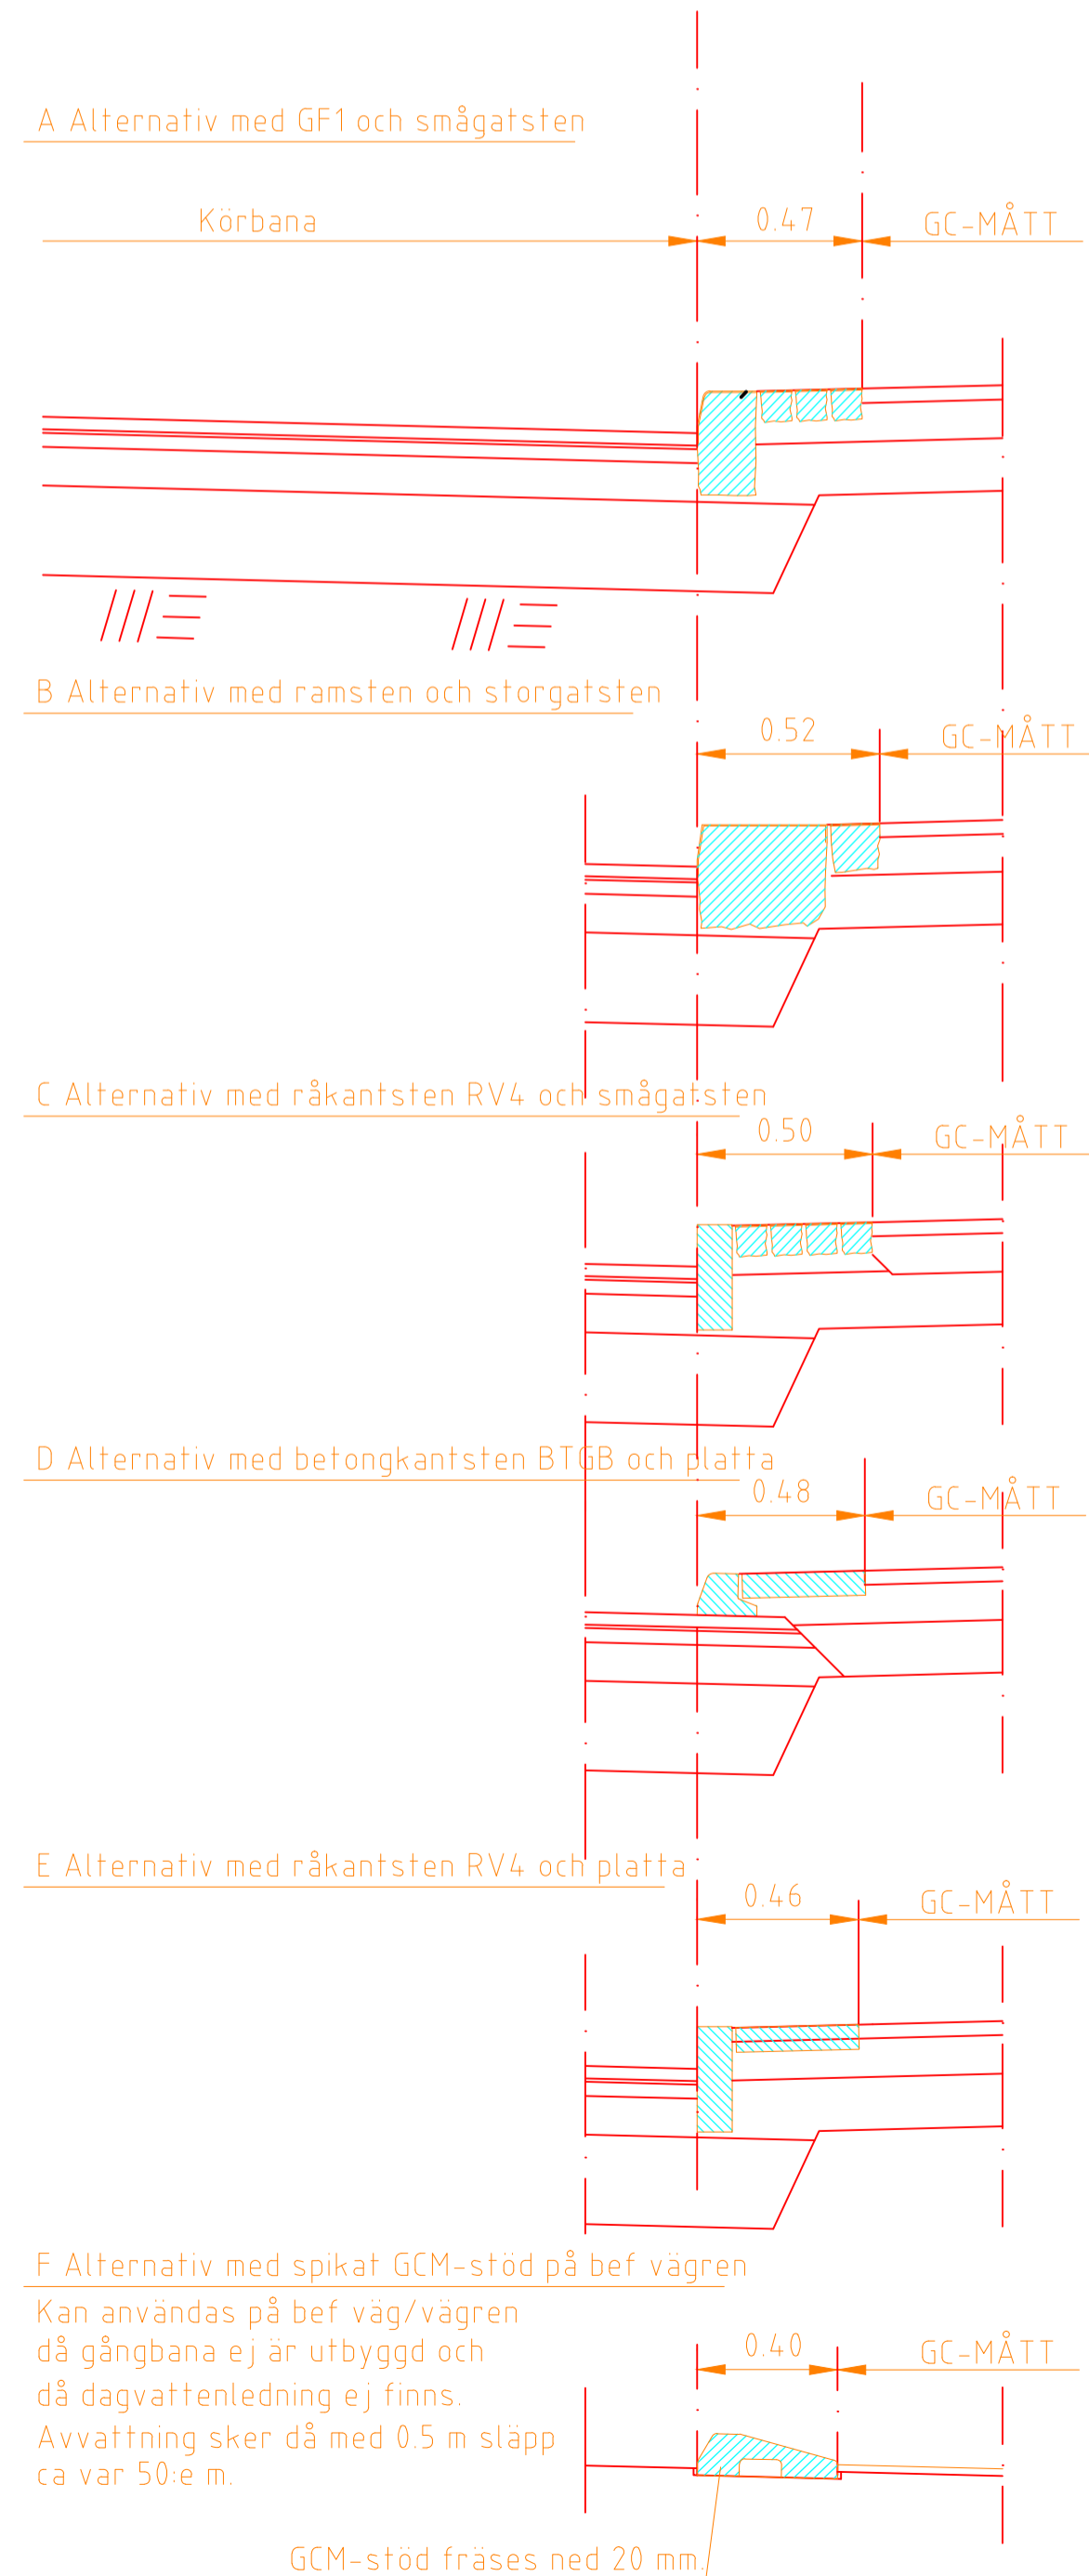 A Alternativ med GF1 och smågatsten
Körbana
0.47
GC-MÅTT
B Alternativ med ramsten och storgatsten
0.52
GC-MÅTT
C Alternativ med råkantsten RV4 och smågatsten
0.50
GC-MÅTT
D Alternativ med betongkantsten BTGB och platta
0.48
GC-MÅTT
E Alternativ med råkantsten RV4 och platta
0.46
GC-MÅTT
F Alternativ med spikat GCM-stöd på bef vägren
Kan användas på bef väg/vägren
då gångbana ej är utbyggd och
då dagvattenledning ej finns.
Avvattning sker då med 0.5 m släpp
ca var 50:e m.
0.40
GC-MÅTT
GCM-stöd fräses ned 20 mm.